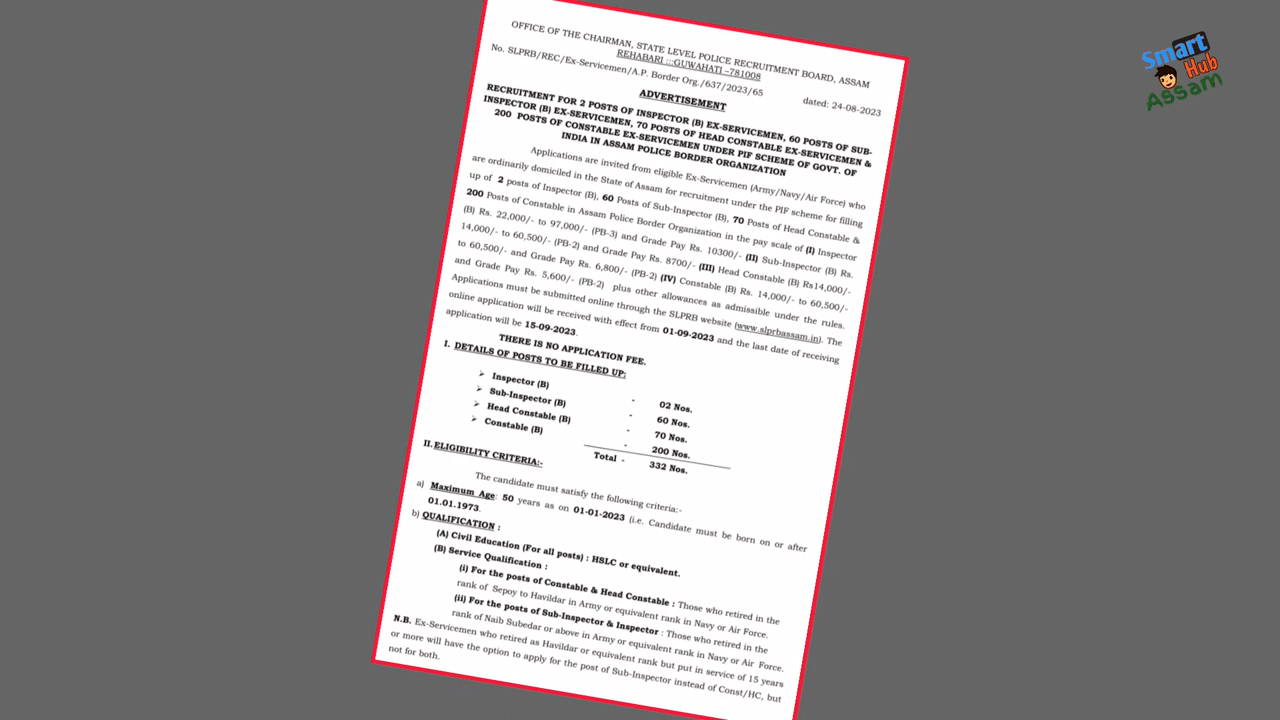 OFFICE OF THE CHAIRMAN, STATE LEVEL POLICE RECRUITMENT BOARD, ASSAM
REHABARI :::GUWAHATI –781008
No. SLPRB/REC/Ex-Servicemen/A.P. Border Org./637/2023/65
dated: 24-08-2023
ADVERTISEMENT
RECRUITMENT FOR 2 POSTS OF INSPECTOR (B) EX-SERVICEMEN, 60 POSTS OF SUB-
INSPECTOR (B) EX-SERVICEMEN, 70 POSTS OF HEAD CONSTABLE EX-SERVICEMEN &
200 POSTS OF CONSTABLE EX-SERVICEMEN UNDER PIF SCHEME OF GOVT. OF
INDIA IN ASSAM POLICE BORDER ORGANIZATION
Applications are invited from eligible Ex-Servicemen (Army/Navy/Air Force) who
are ordinarily domiciled in the State of Assam for recruitment under the PIF scheme for filling
up of 2 posts of Inspector (B), 60 Posts of Sub-Inspector (B), 70 Posts of Head Constable &
200 Posts of Constable in Assam Police Border Organization in the pay scale of (I) Inspector
(B) Rs. 22,000/- to 97,000/- (PB-3) and Grade Pay Rs. 10300/- (II) Sub-Inspector (B) Rs.
14,000/- to 60,500/- (PB-2) and Grade Pay Rs. 8700/- (III) Head Constable (B) Rs14,000/-
to 60,500/- and Grade Pay Rs. 6,800/- (PB-2) (IV) Constable (B) Rs. 14,000/- to 60,500/-
and Grade Pay Rs. 5,600/- (PB-2) plus other allowances as admissible under the rules.
Applications must be submitted online through the SLPRB website (www.slprbassam.in). The
online application will be received with effect from 01-09-2023 and the last date of receiving
application will be 15-09-2023.
THERE IS NO APPLICATION FEE.
I. DETAILS OF POSTS TO BE FILLED UP:
➢ Inspector (B) - 02 Nos.
➢ Sub-Inspector (B) - 60 Nos.
➢ Head Constable (B) - 70 Nos.
➢ Constable (B) - 200 Nos.
Total - 332 Nos.
II. ELIGIBILITY CRITERIA:-
The candidate must satisfy the following criteria:-
a) Maximum Age: 50 years as on 01-01-2023 (i.e. Candidate must be born on or after
01.01.1973.
b) QUALIFICATION :
(A) Civil Education (For all posts) : HSLC or equivalent.
(B) Service Qualification :
(i) For the posts of Constable & Head Constable : Those who retired in the
rank of Sepoy to Havildar in Army or equivalent rank in Navy or Air Force.
(ii) For the posts of Sub-Inspector & Inspector : Those who retired in the
rank of Naib Subedar or above in Army or equivalent rank in Navy or Air Force.
N.B. Ex-Servicemen who retired as Havildar or equivalent rank but put in service of 15 years
or more will have the option to apply for the post of Sub-Inspector instead of Const/HC, but
not for both.
Smart
Hub
Assam